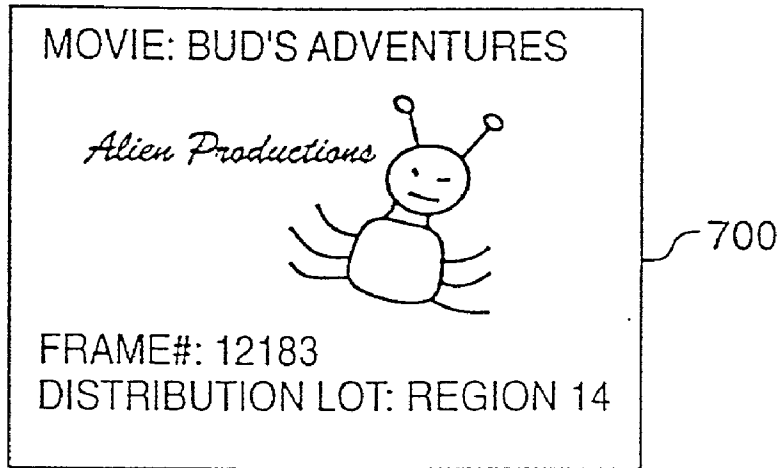 MOVIE: BUD'S ADVENTURES
Alien Productions
700
FRAME#: 12183
DISTRIBUTION LOT: REGION 14